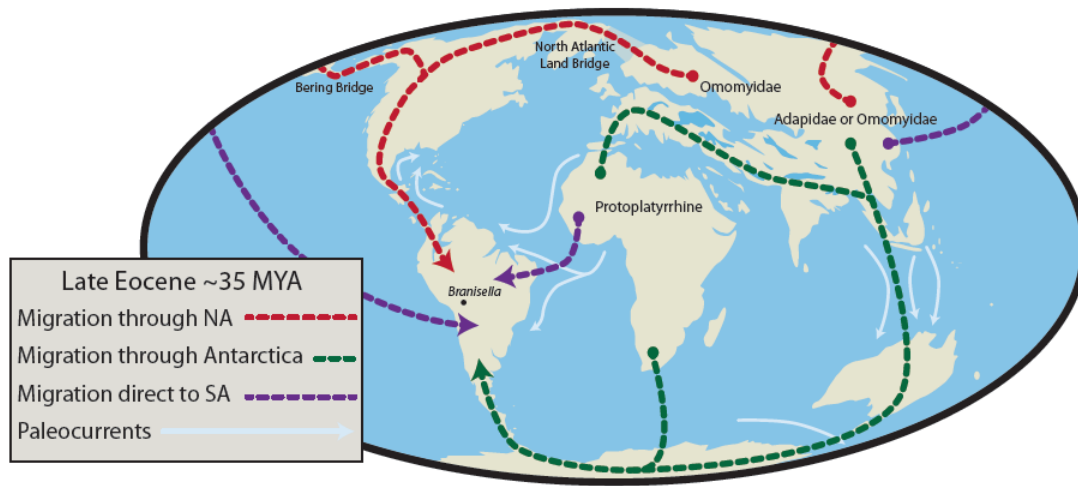 North Atlantic
Land Bridge
Bering Bridge
Omomyidae
Adapidae or Omomyidae
Protoplatyrrhine
Branisella
Late Eocene ~35 MYA
Migration through NA
Migration through Antarctica
Migration direct to SA
Paleocurrents